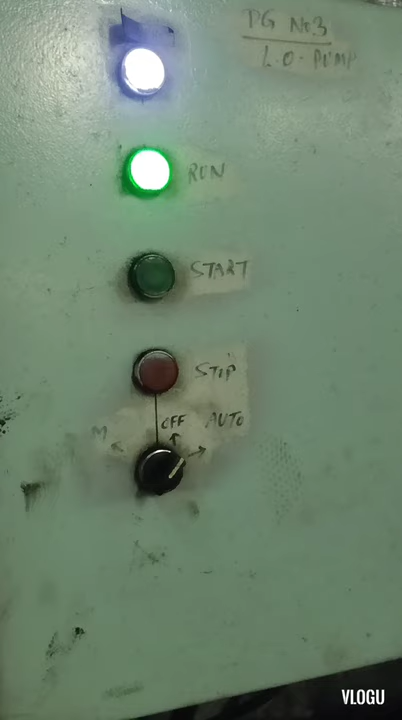 DG No3
L.O. PUMP
RUN
START
STOP
OFF AUTO
M
VLOGU